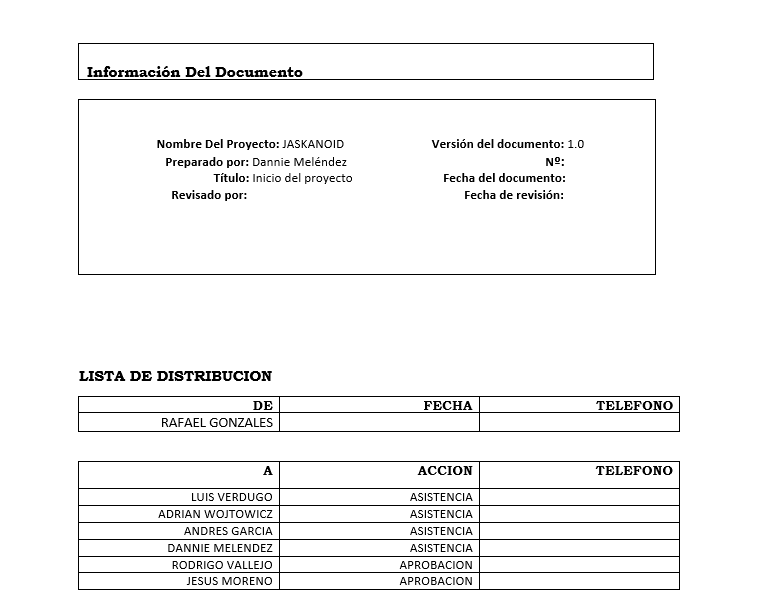 Información Del Documento
Nombre Del Proyecto: JASKANOID Versión del documento: 1.0
Preparado por: Dannie Meléndez Nº:
Título: Inicio del proyecto Fecha del documento:
Revisado por: Fecha de revisión:
LISTA DE DISTRIBUCION
DE FECHA TELEFONO
RAFAEL GONZALES
A ACCION TELEFONO
LUIS VERDUGO ASISTENCIA
ADRIAN WOJTOWICZ ASISTENCIA
ANDRES GARCIA ASISTENCIA
DANNIE MELENDEZ ASISTENCIA
RODRIGO VALLEJO APROBACION
JESUS MORENO APROBACION